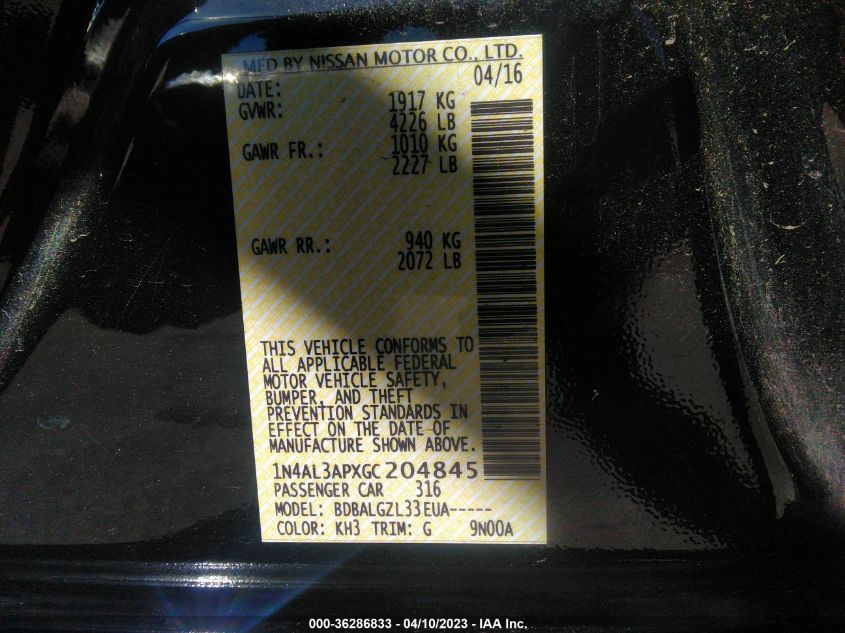 MFD BY NISSAN MOTOR CO., LTD.
DATE: 04/16
GVWR: 1917 KG
4226 LB
GAWR FR.: 1010 KG
2227 LB
GAWR RR.: 940 KG
2072 LB
THIS VEHICLE CONFORMS TO
ALL APPLICABLE FEDERAL
MOTOR VEHICLE SAFETY,
BUMPER, AND THEFT
PREVENTION STANDARDS IN
EFFECT ON THE DATE OF
MANUFACTURE SHOWN ABOVE.
1N4AL3APXGC204845
PASSENGER CAR 316
MODEL: BDBALGZL33EUA-----
COLOR: KH3 TRIM: G 9N00A
000-36286833 - 04/10/2023 - IAA Inc.